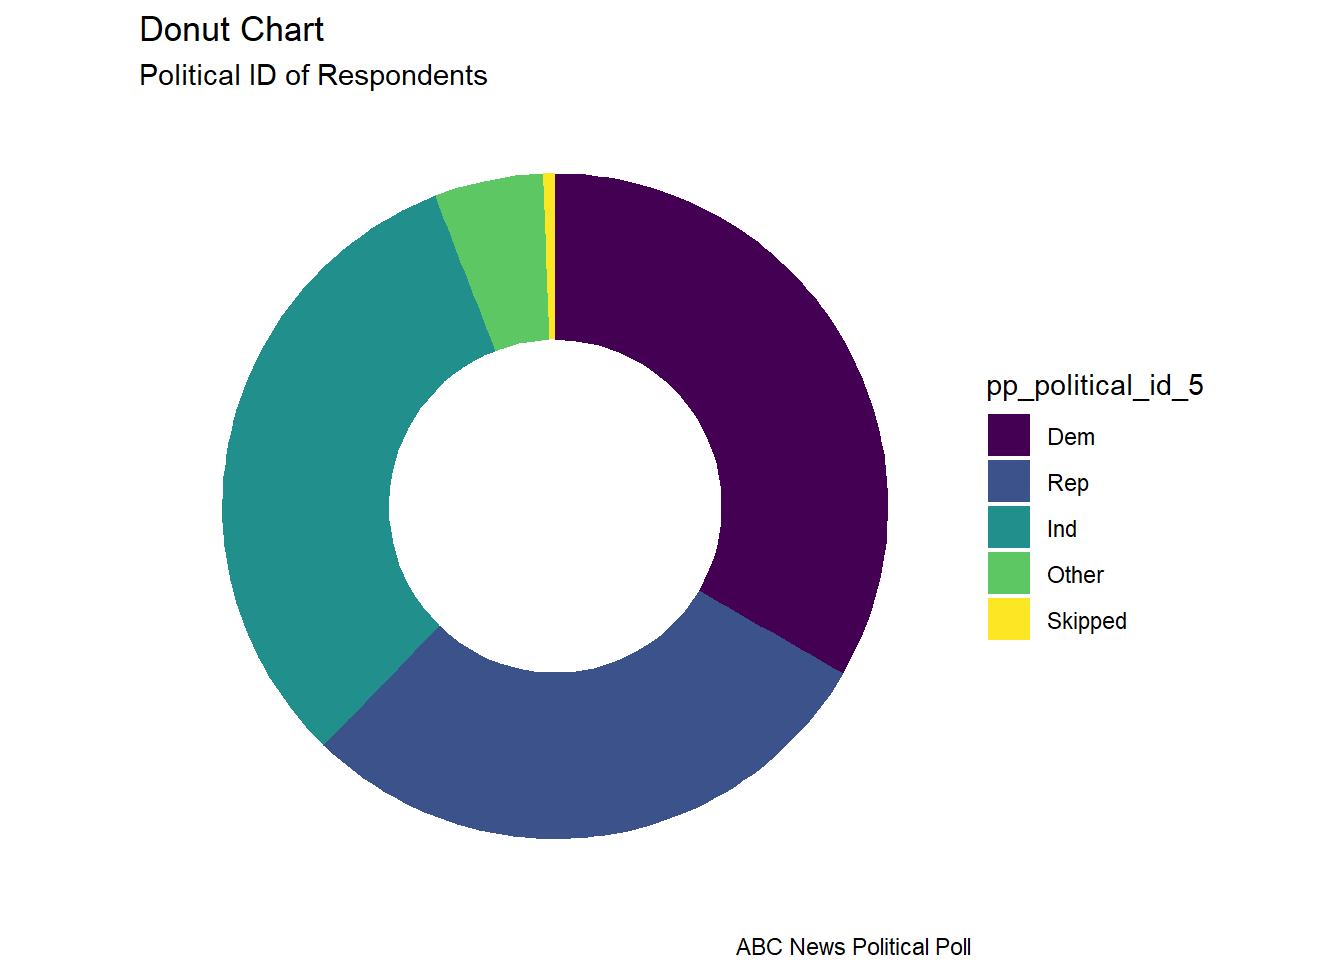 Donut Chart
Political ID of Respondents
pp_political_id_5
Dem
Rep
Ind
Other
Skipped
ABC News Political Poll